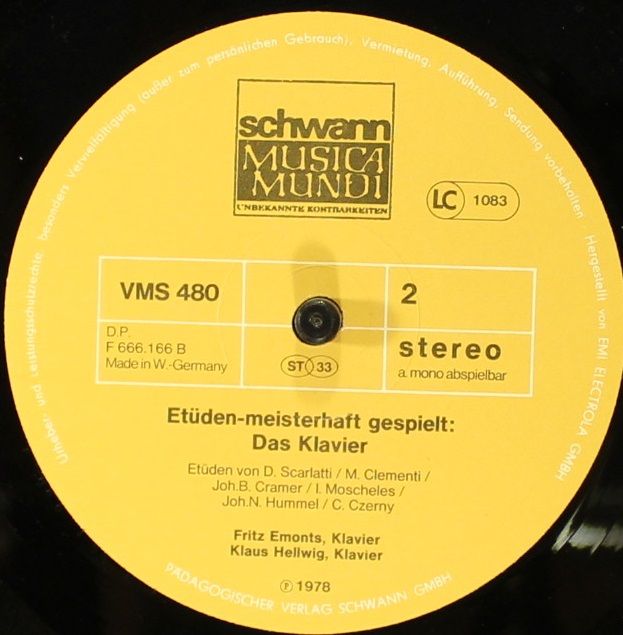 Urheber- und Leistungsschutzrechte, besonders Vervielfältigung (außer zum persönlichen Gebrauch), Vermietung, Aufführung, Sendung vorbehalten · Hergestellt von EMI ELECTROLA GMBH
schwann
MUSICA
MUNDI
UNBEKANNTE KOSTBARKEITEN
LC 1083
VMS 480
2
D.P.
F 666.166 B
Made in W.-Germany
ST 33
stereo
a. mono abspielbar
Etüden-meisterhaft gespielt:
Das Klavier
Etüden von D. Scarlatti / M. Clementi /
Joh.B. Cramer / I. Moscheles /
Joh.N. Hummel / C. Czerny
Fritz Emonts, Klavier
Klaus Hellwig, Klavier
℗ 1978
PÄDAGOGISCHER VERLAG SCHWANN GMBH